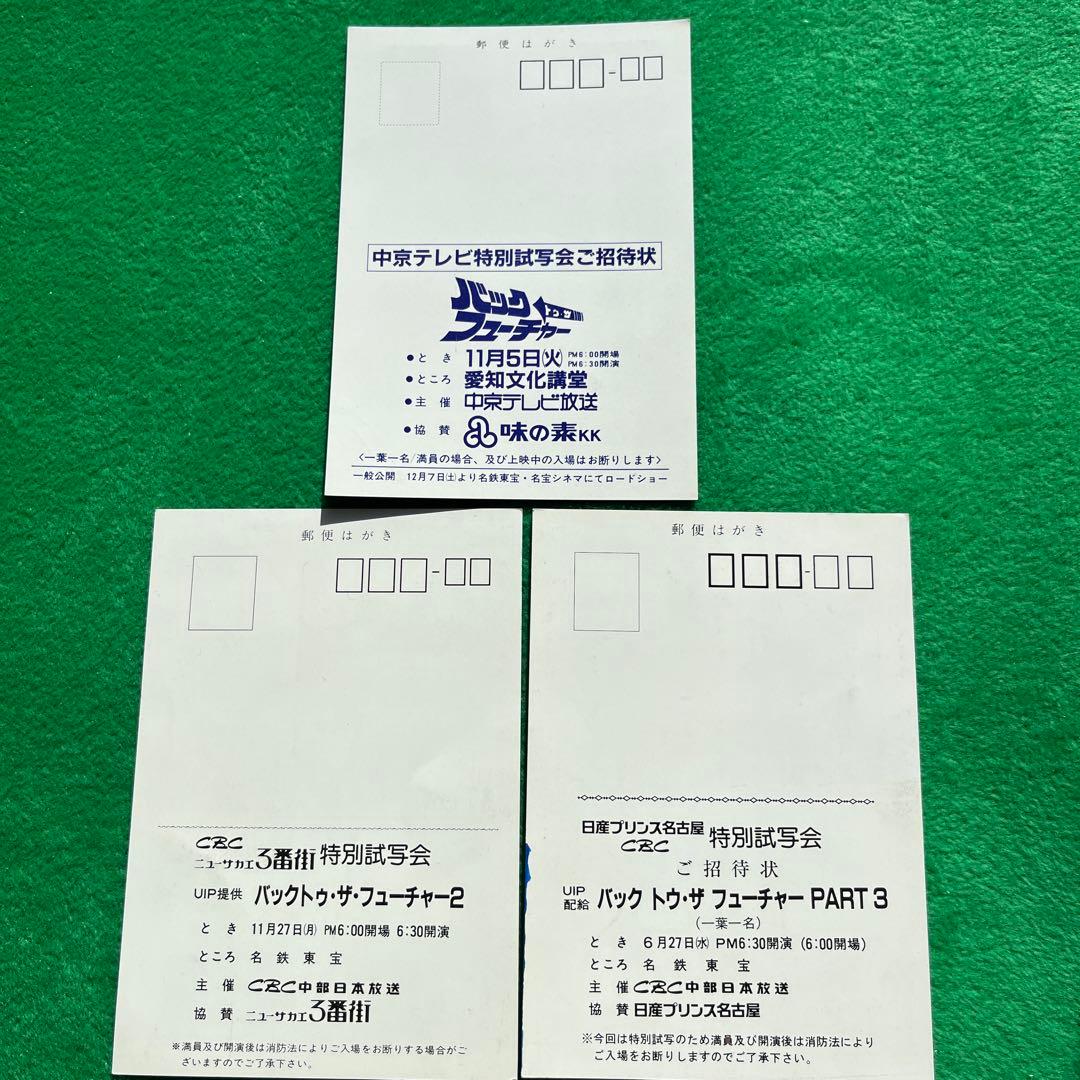 郵便はがき
中京テレビ特別試写会ご招待状
バック
トゥ・ザ
フューチャー
●とき 11月5日㈫ PM6:00開場
PM6:30開演
●ところ 愛知文化講堂
●主催 中京テレビ放送
●協賛 味の素KK
〈一葉一名/満員の場合、及び上映中の入場はお断りします〉
一般公開 12月7日㈯より名鉄東宝・名宝シネマにてロードショー
郵便はがき
CBC
ニューサカエ3番街 特別試写会
UIP提供 バックトゥ・ザ・フューチャー2
とき 11月27日㈪ PM6:00開場 6:30開演
ところ 名鉄東宝
主催 CBC中部日本放送
協賛 ニューサカエ3番街
※満員及び開演後は消防法によりご入場をお断りする場合がご
ざいますのでご了承下さい。
郵便はがき
日産プリンス名古屋
CBC 特別試写会
ご招待状
UIP
配給 バック トゥ・ザ フューチャー PART 3
(一葉一名)
とき 6月27日㈬ PM6:30開演 (6:00開場)
ところ 名鉄東宝
主催 CBC中部日本放送
協賛 日産プリンス名古屋
※今回は特別試写のため満員及び開演後は消防法により
ご入場をお断りしますのでご了承下さい。